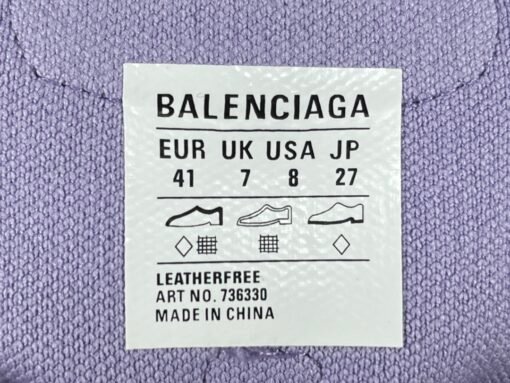 BALENCIAGA
EUR UK USA JP
41 7 8 27
LEATHERFREE
ART NO. 736330
MADE IN CHINA